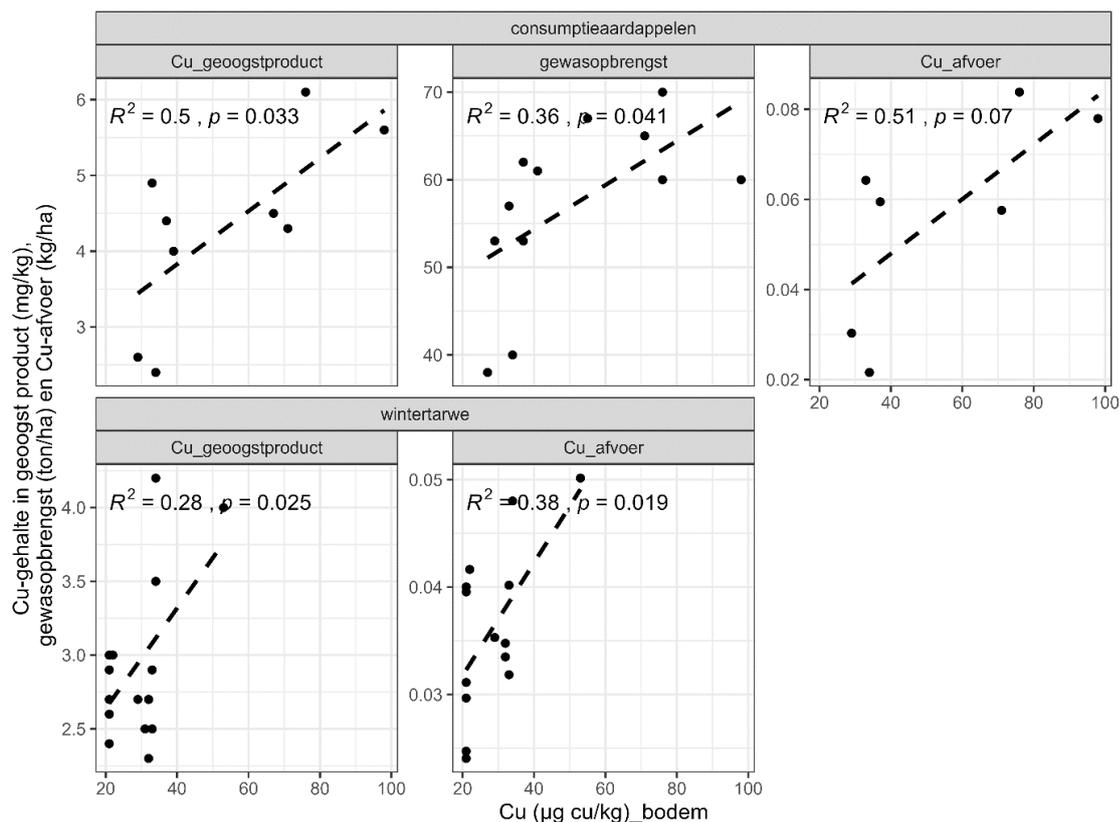 consumptieaardappelen
Cu_geoogstproduct
gewasopbrengst
Cu_afvoer
R² = 0.5 , p = 0.033
R² = 0.36 , p = 0.041
R² = 0.51 , p = 0.07
6
5
4
3
70
60
50
40
0.08
0.06
0.04
0.02
20 40 60 80 100
wintertarwe
Cu_geoogstproduct
Cu_afvoer
R² = 0.28 , p = 0.025
R² = 0.38 , p = 0.019
4.0
3.5
3.0
2.5
0.05
0.04
0.03
20 40 60 80 100
20 40 60 80 100
Cu (µg cu/kg)_bodem
Cu-gehalte in geoogst product (mg/kg),
gewasopbrengst (ton/ha) en Cu-afvoer (kg/ha)